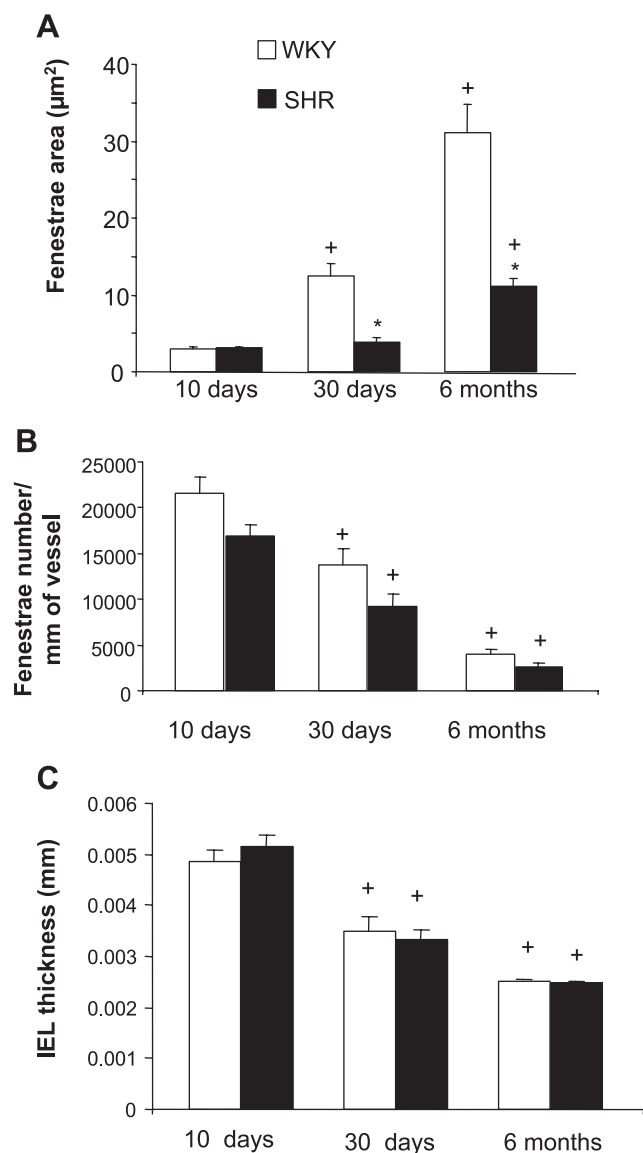 A
WKY
SHR
Fenestrae area (µm²)
40
30
20
10
0
+
+
*
+
*
10 days
30 days
6 months
B
Fenestrae number/
mm of vessel
25000
20000
15000
10000
5000
0
+
+
+
+
10 days
30 days
6 months
C
IEL thickness (mm)
0.006
0.005
0.004
0.003
0.002
0.001
0
+
+
+
+
10 days
30 days
6 months